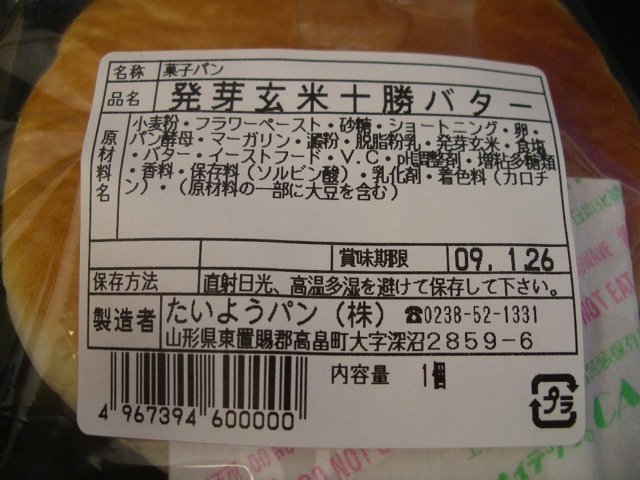 名称 菓子パン
品名 発芽玄米十勝バター
原材料名 小麦粉・フラワーペースト・砂糖・ショートニング・卵・
パン酵母・マーガリン・澱粉・脱脂粉乳・発芽玄米・食塩
・バター・イーストフード・V.C・pH調整剤・増粘多糖類
・香料・保存料(ソルビン酸)・乳化剤・着色料(カロチ
ン)・(原材料の一部に大豆を含む)
賞味期限 09. 1.26
保存方法 直射日光、高温多湿を避けて保存して下さい。
製造者 たいようパン(株) ☎0238-52-1331
山形県東置賜郡高畠町大字深沼2859-6
内容量 1個
4 967394 600000
プラ
NOT EAT
DO NOT